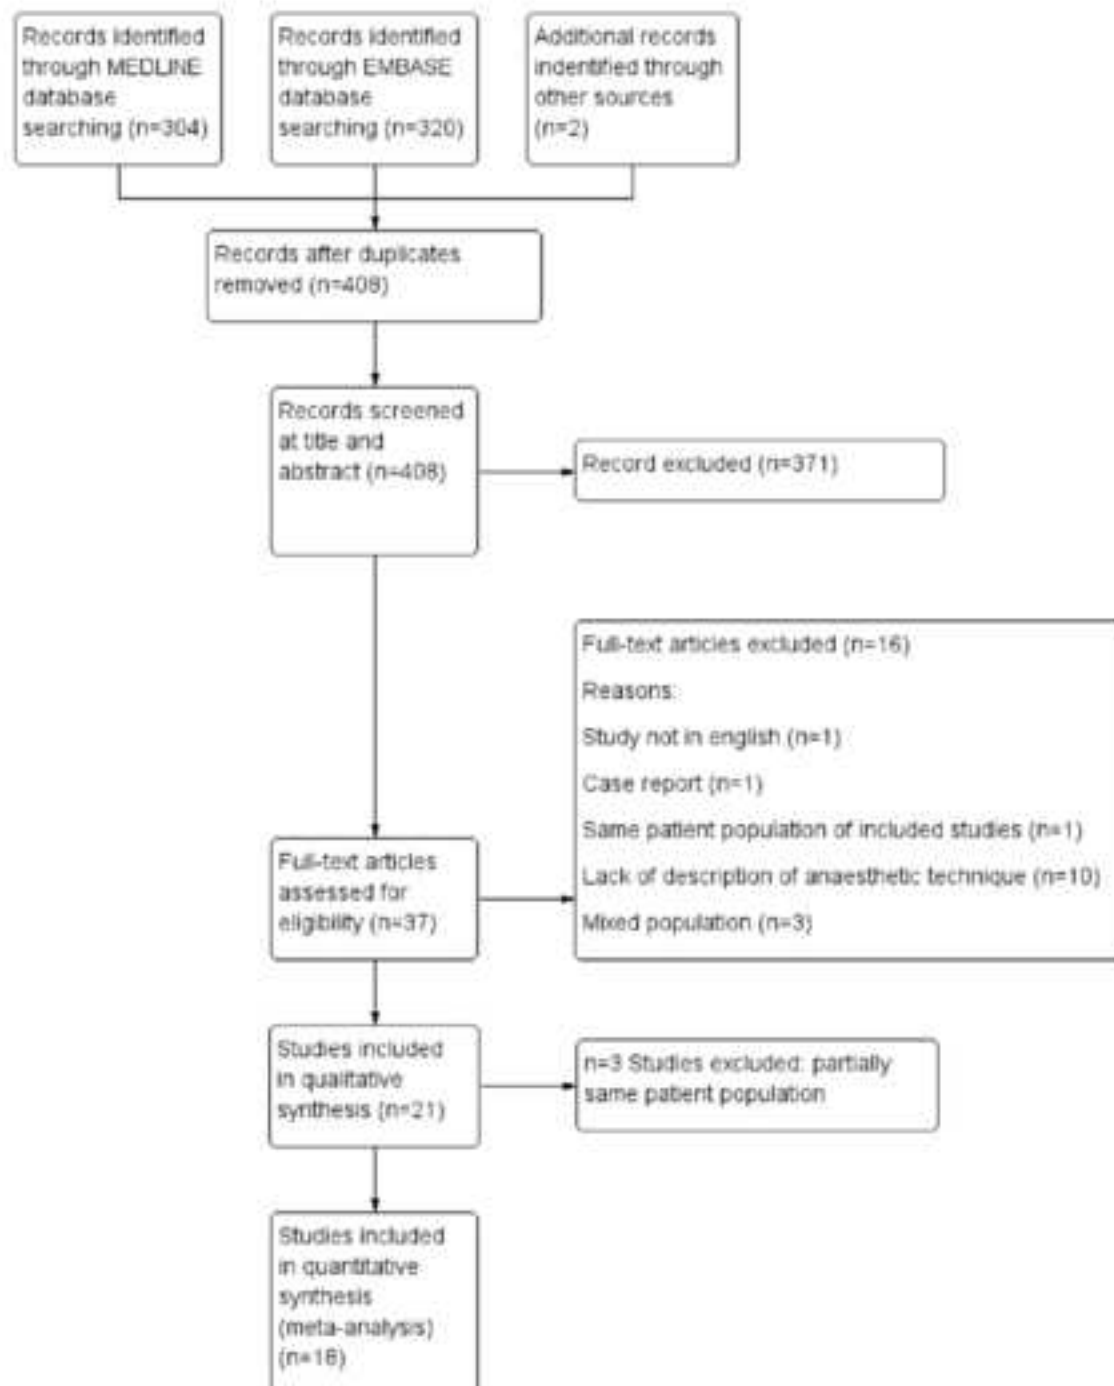 Records identified
through MEDLINE
database
searching (n=304)
Records identified
through EMBASE
database
searching (n=320)
Additional records
indentified through
other sources
(n=2)
Records after duplicates
removed (n=408)
Records screened
at title and
abstract (n=408)
Record excluded (n=371)
Full-text articles excluded (n=16)
Reasons:
Study not in english (n=1)
Case report (n=1)
Same patient population of included studies (n=1)
Lack of description of anaesthetic technique (n=10)
Mixed population (n=3)
Full-text articles
assessed for
eligibility (n=37)
Studies included
in qualitative
synthesis (n=21)
n=3 Studies excluded: partially
same patient population
Studies included
in quantitative
synthesis
(meta-analysis)
(n=18)